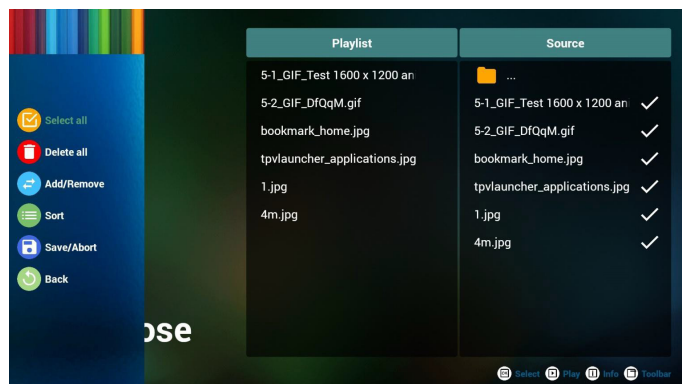 Select all
Delete all
Add/Remove
Sort
Save/Abort
Back
ose
Playlist
5-1_GIF_Test 1600 x 1200 an
5-2_GIF_DfQqM.gif
bookmark_home.jpg
tpvlauncher_applications.jpg
1.jpg
4m.jpg
Source
...
5-1_GIF_Test 1600 x 1200 an
5-2_GIF_DfQqM.gif
bookmark_home.jpg
tpvlauncher_applications.jpg
1.jpg
4m.jpg
Select Play Info Toolbar